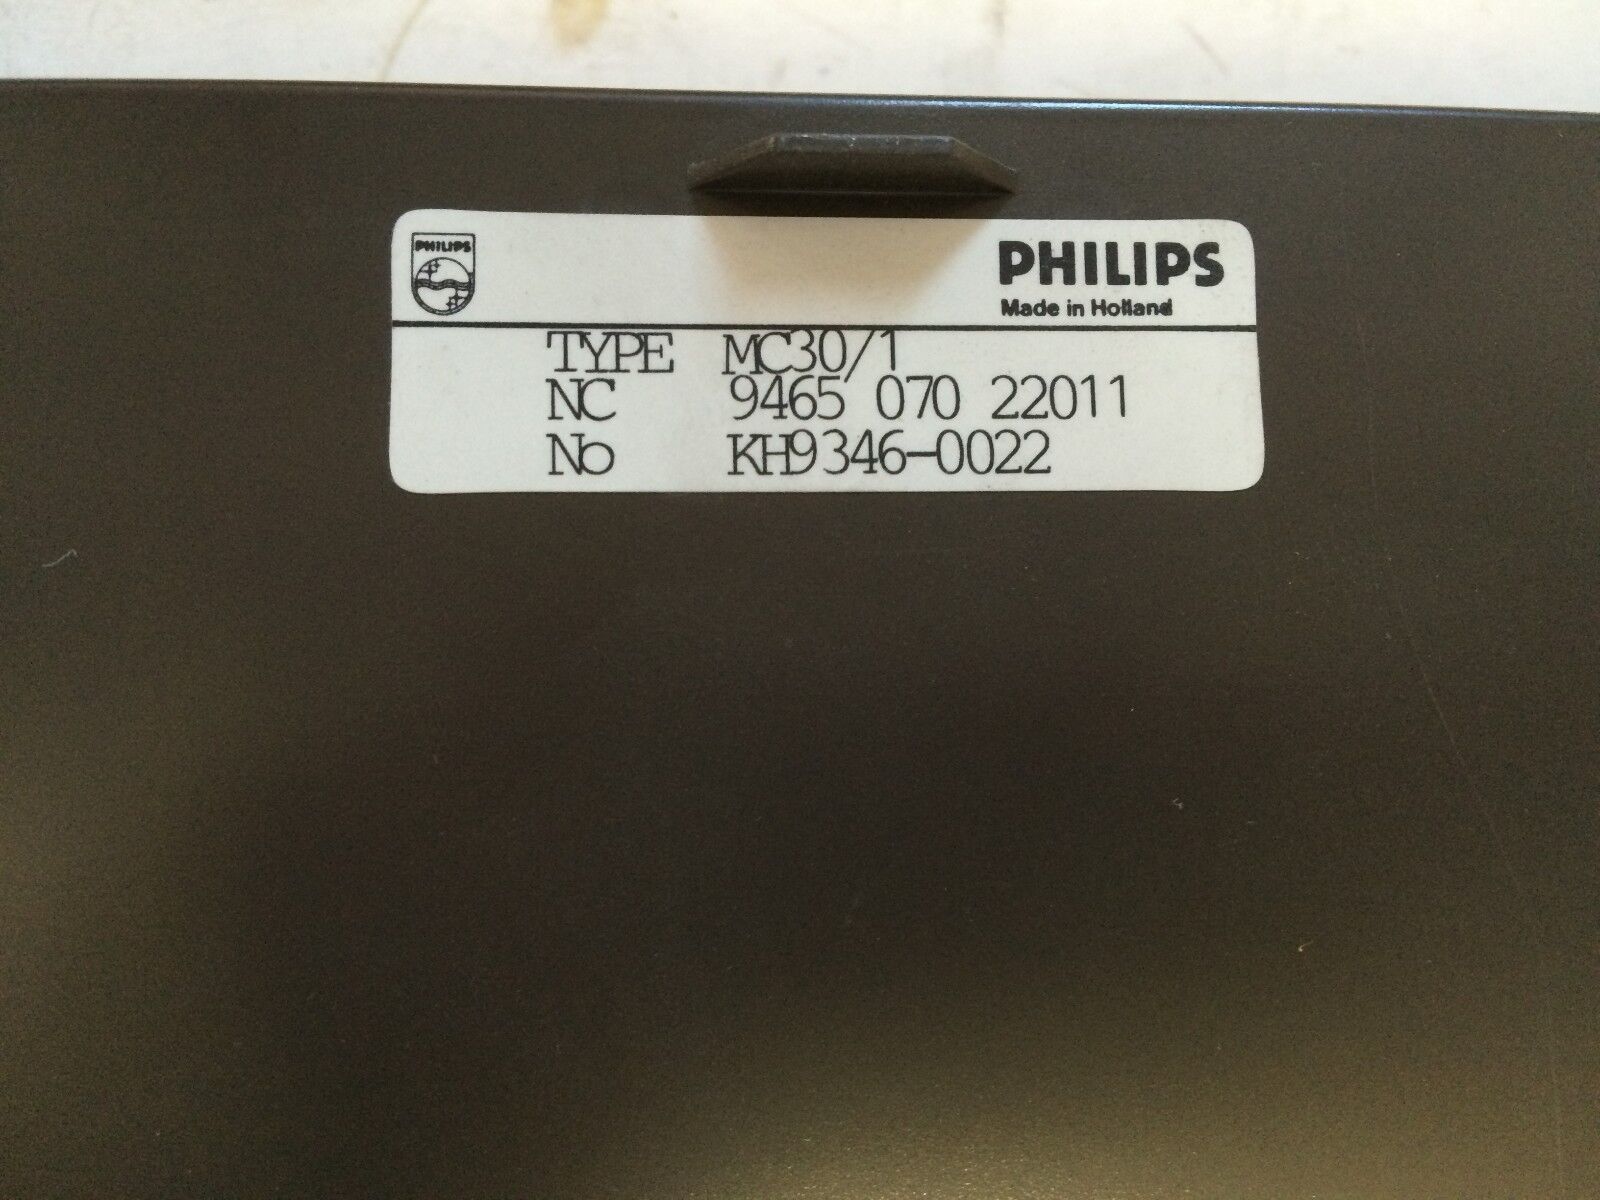 PHILIPS
PHILIPS
Made in Holland
TYPE MC30/1
NC 9465 070 22011
No KH9346-0022